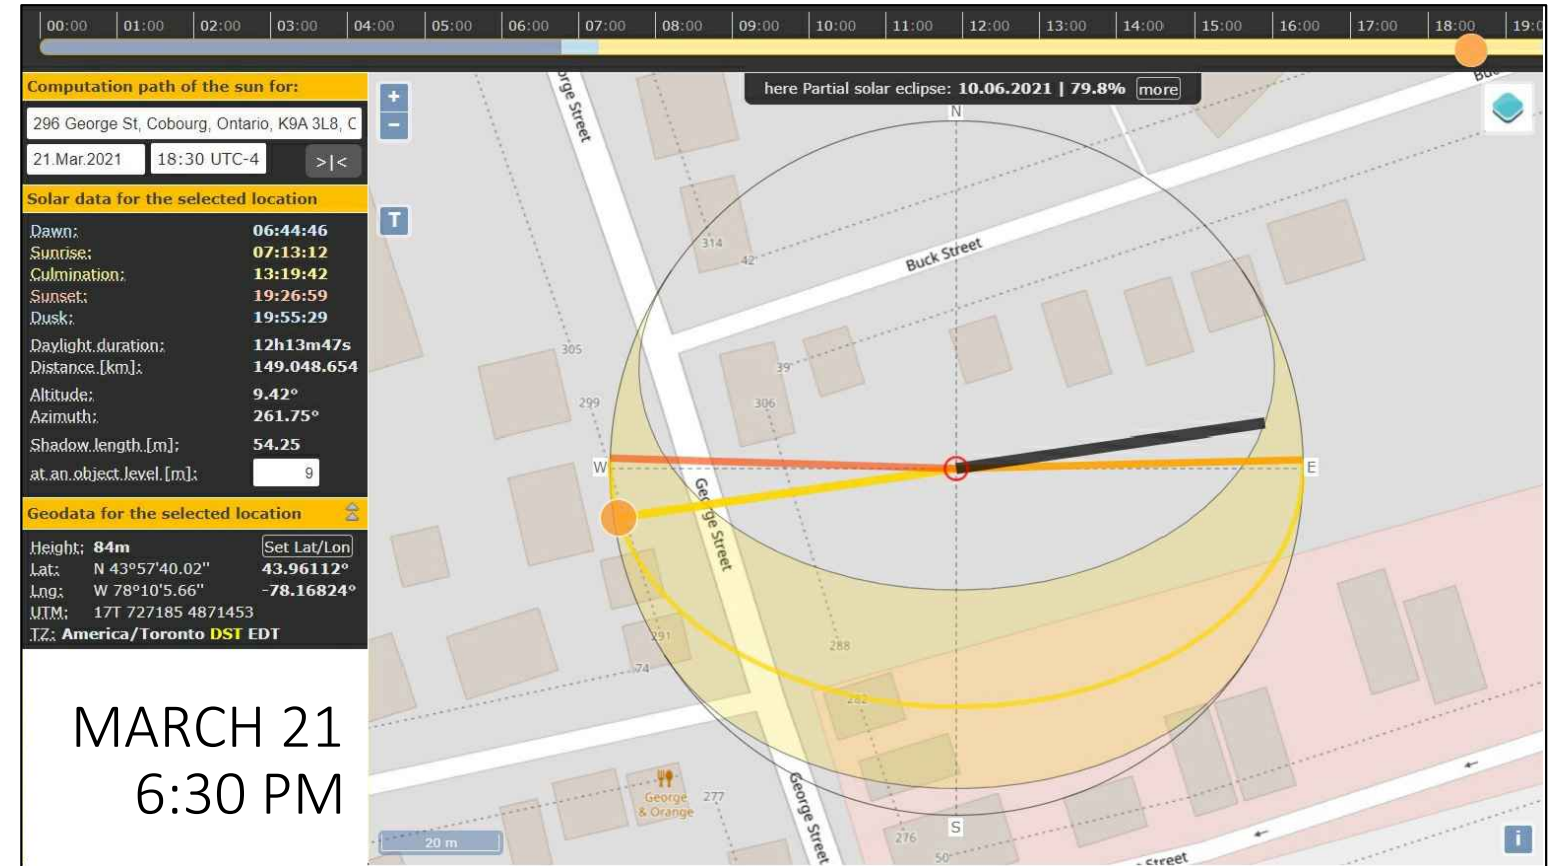 00:00 01:00 02:00 03:00 04:00 05:00 06:00 07:00 08:00 09:00 10:00 11:00 12:00 13:00 14:00 15:00 16:00 17:00 18:00
Computation path of the sun for:
296 George St, Cobourg, Ontario, K9A 3L8, C
21.Mar.2021 18:30 UTC-4 >|<
Solar data for the selected location
Dawn: 06:44:46
Sunrise: 07:13:12
Culmination: 13:19:42
Sunset: 19:26:59
Dusk: 19:55:29
Daylight duration: 12h13m47s
Distance [km]: 149.048.654
Altitude: 9.42°
Azimuth: 261.75°
Shadow length [m]: 54.25
at an object level [m]: 9
Geodata for the selected location
Height: 84m Set Lat/Lon
Lat: N 43°57'40.02'' 43.96112°
Lng: W 78°10'5.66'' -78.16824°
UTM: 17T 727185 4871453
TZ: America/Toronto DST EDT
MARCH 21
6:30 PM
+
−
T
here Partial solar eclipse: 10.06.2021 | 79.8% more
N
George Street
314
42
Buck Street
305
39
299
306
W
E
George Street
291
288
74
282
George
& Orange
277
George Street
S
276
50
20 m
Street
i